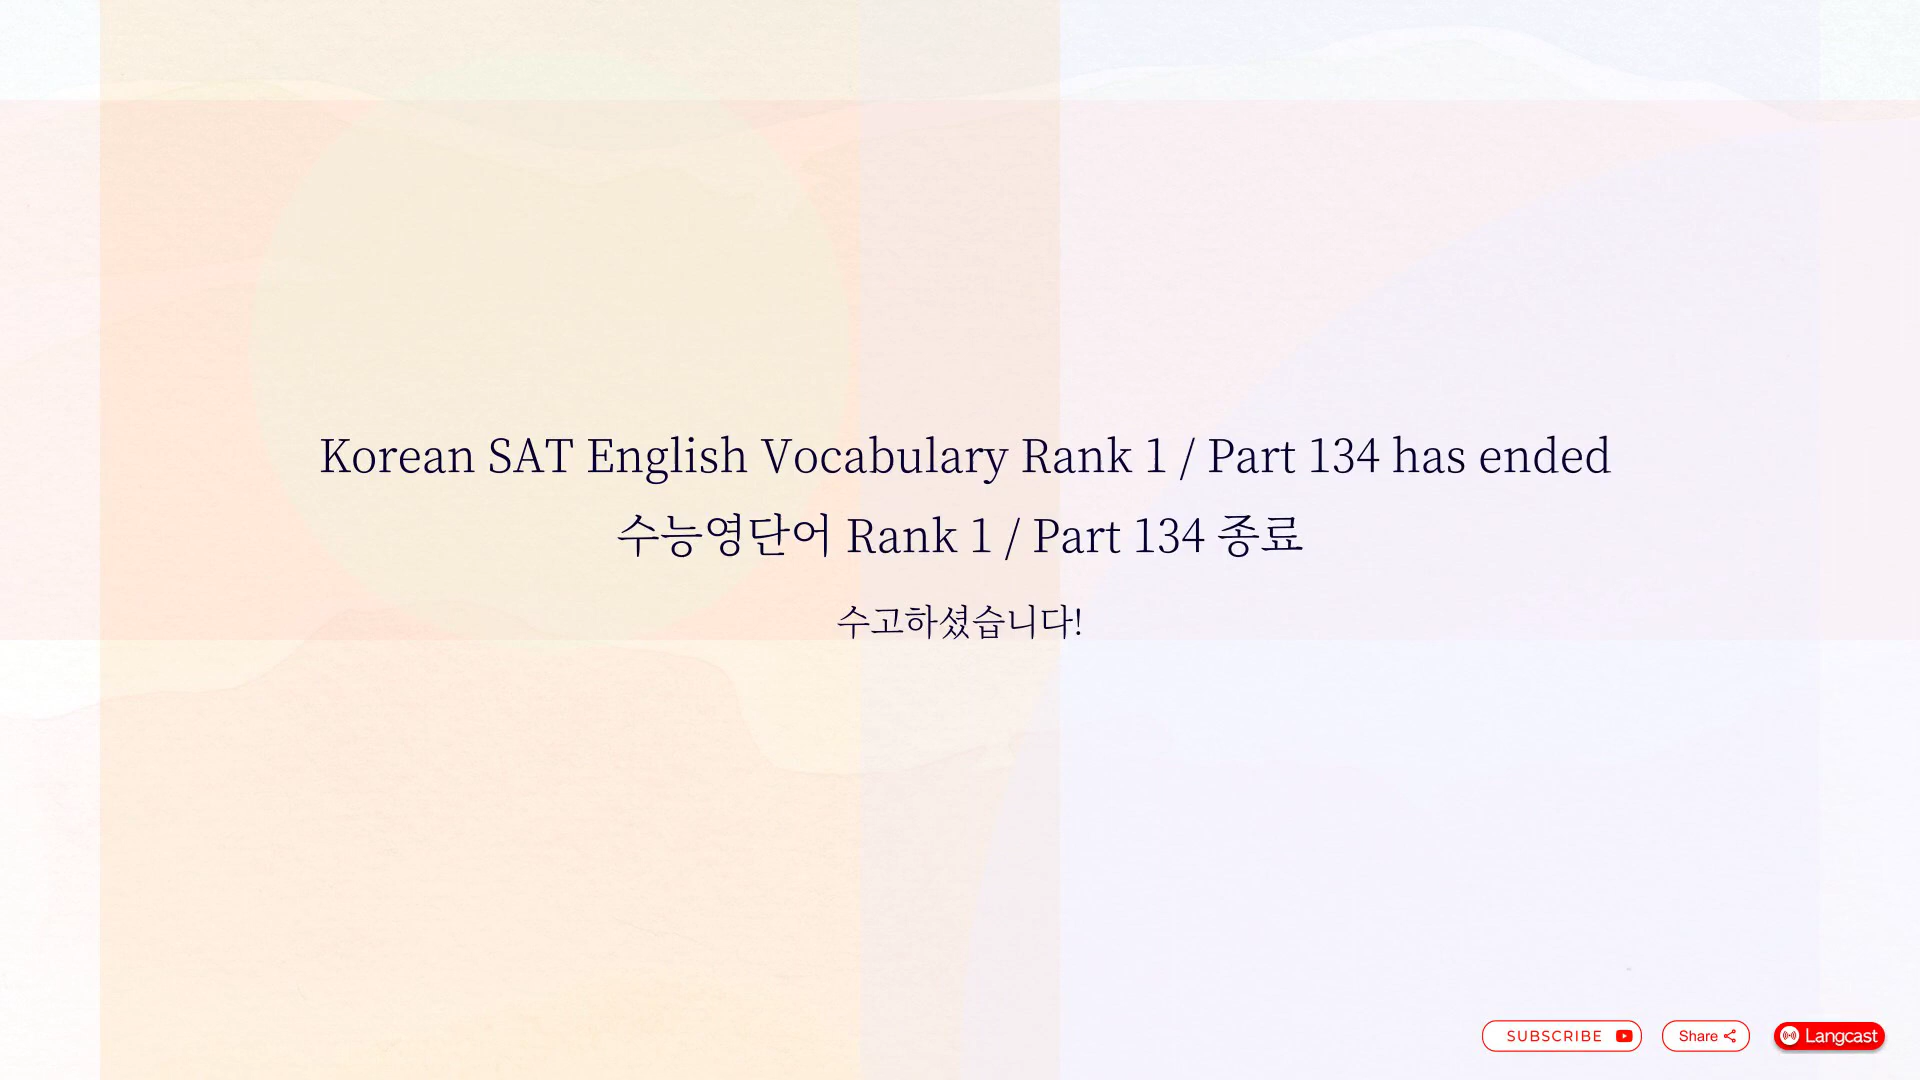 Korean SAT English Vocabulary Rank 1 / Part 134 has ended
수능영단어 Rank 1 / Part 134 종료
수고하셨습니다!
SUBSCRIBE Share Langcast